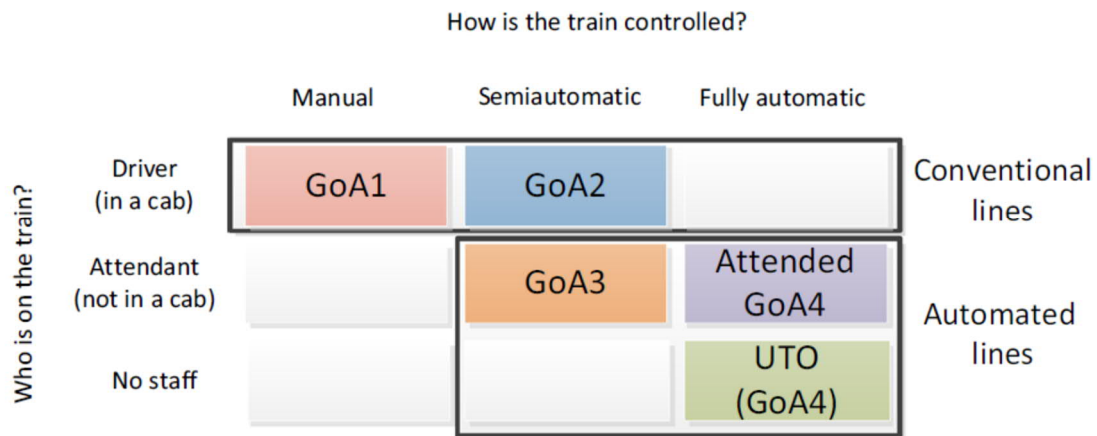 How is the train controlled?
Manual
Semiautomatic
Fully automatic
Who is on the train?
Driver
(in a cab)
GoA1
GoA2
Conventional
lines
Attendant
(not in a cab)
GoA3
Attended
GoA4
Automated
lines
No staff
UTO
(GoA4)